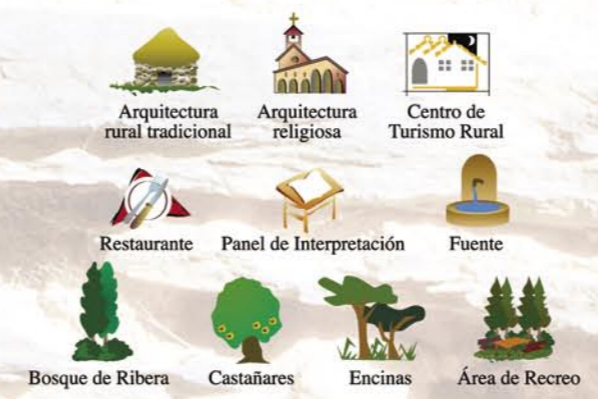 Arquitectura
rural tradicional
Arquitectura
religiosa
Centro de
Turismo Rural
Restaurante
Panel de Interpretación
Fuente
Bosque de Ribera
Castañares
Encinas
Área de Recreo